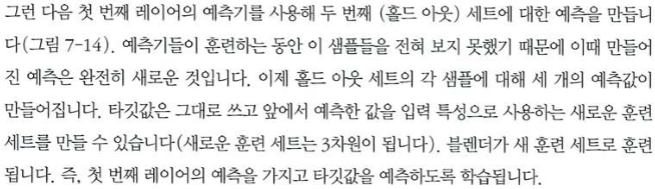 그런 다음 첫 번째 레이어의 예측기를 사용해 두 번째 (홀드 아웃) 세트에 대한 예측을 만듭니
다(그림 7-14). 예측기들이 훈련하는 동안 이 샘플들을 전혀 보지 못했기 때문에 이때 만들어
진 예측은 완전히 새로운 것입니다. 이제 홀드 아웃 세트의 각 샘플에 대해 세 개의 예측값이
만들어집니다. 타깃값은 그대로 쓰고 앞에서 예측한 값을 입력 특성으로 사용하는 새로운 훈련
세트를 만들 수 있습니다(새로운 훈련 세트는 3차원이 됩니다). 블렌더가 새 훈련 세트로 훈련
됩니다. 즉, 첫 번째 레이어의 예측을 가지고 타깃값을 예측하도록 학습됩니다.